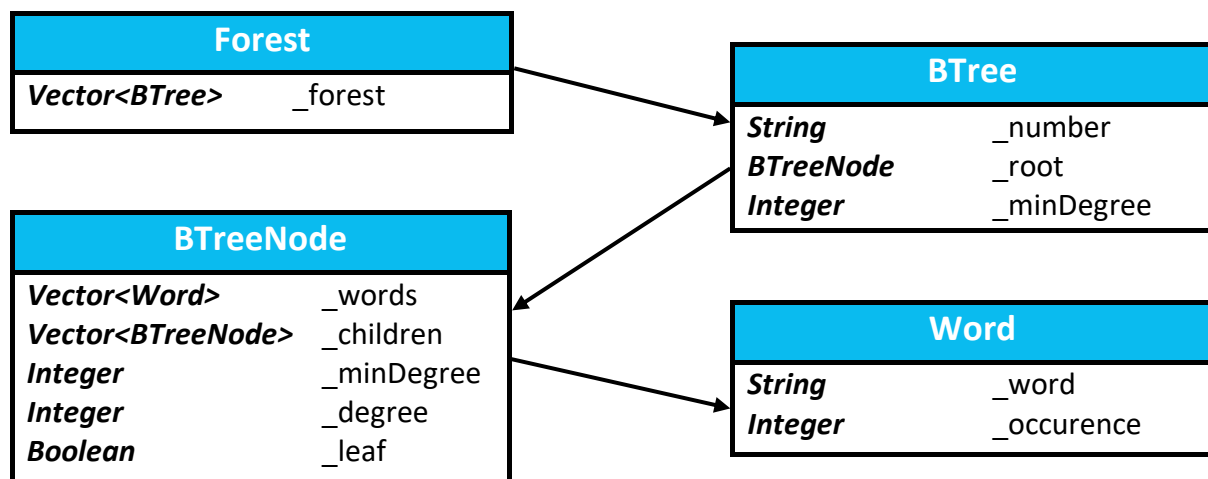 Forest
Vector<BTree> _forest
BTree
String _number
BTreeNode _root
Integer _minDegree
BTreeNode
Vector<Word> _words
Vector<BTreeNode> _children
Integer _minDegree
Integer _degree
Boolean _leaf
Word
String _word
Integer _occurence